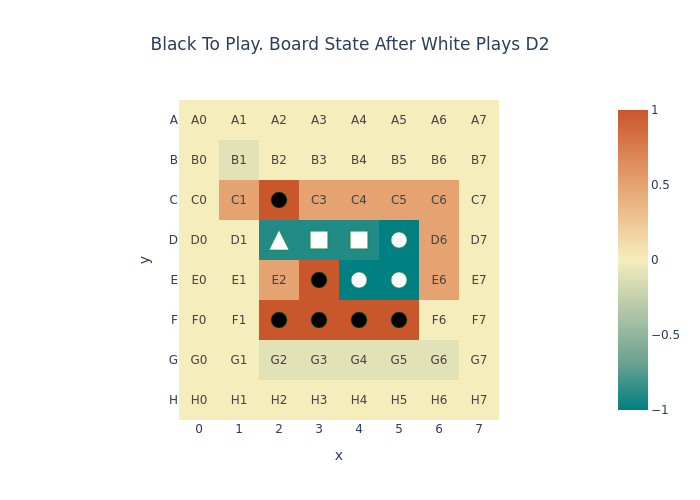 Black To Play. Board State After White Plays D2
A A0 A1 A2 A3 A4 A5 A6 A7
B B0 B1 B2 B3 B4 B5 B6 B7
C C0 C1 C3 C4 C5 C6 C7
D D0 D1 D6 D7
E E0 E1 E2 E6 E7
F F0 F1 F6 F7
G G0 G1 G2 G3 G4 G5 G6 G7
H H0 H1 H2 H3 H4 H5 H6 H7
0 1 2 3 4 5 6 7
x
y
1
0.5
0
−0.5
−1